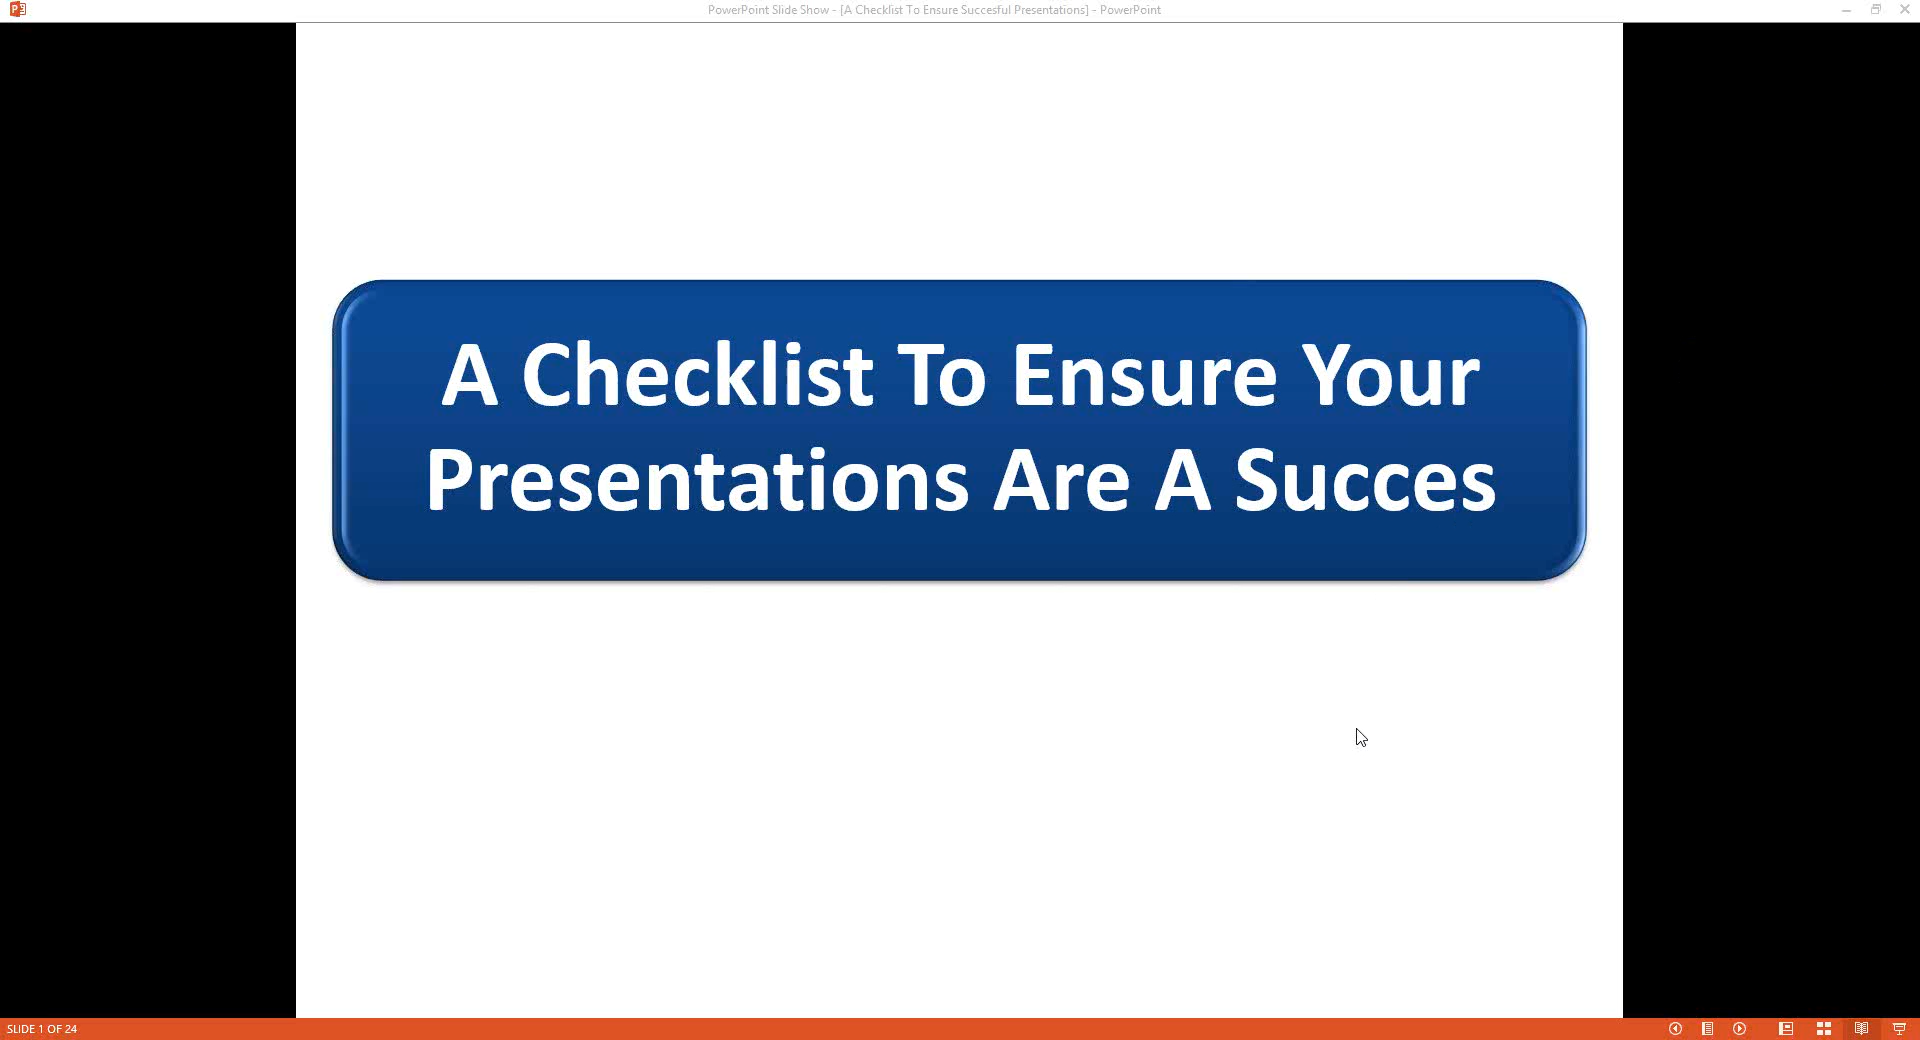 PowerPoint Slide Show - [A Checklist To Ensure Succesful Presentations] - PowerPoint
A Checklist To Ensure Your
Presentations Are A Succes
SLIDE 1 OF 24